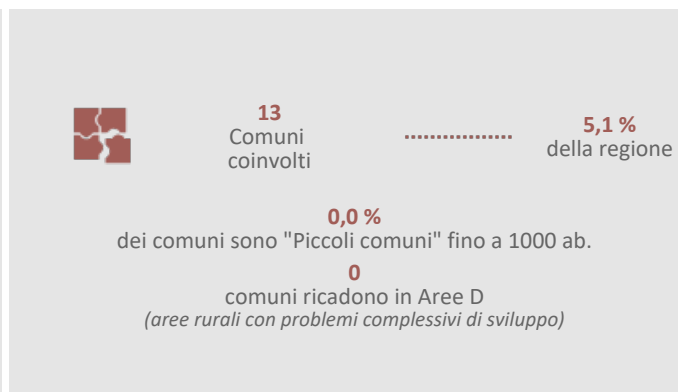 13
Comuni
coinvolti
5,1 %
della regione
0,0 %
dei comuni sono "Piccoli comuni" fino a 1000 ab.
0
comuni ricadono in Aree D
(aree rurali con problemi complessivi di sviluppo)